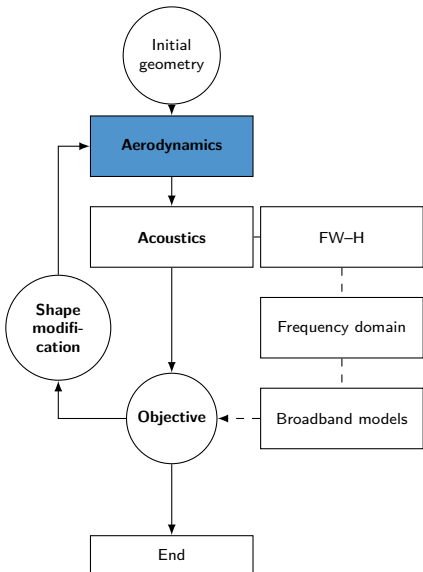 Initial
geometry
Aerodynamics
Acoustics
FW–H
Shape
modifi-
cation
Frequency domain
Objective
Broadband models
End